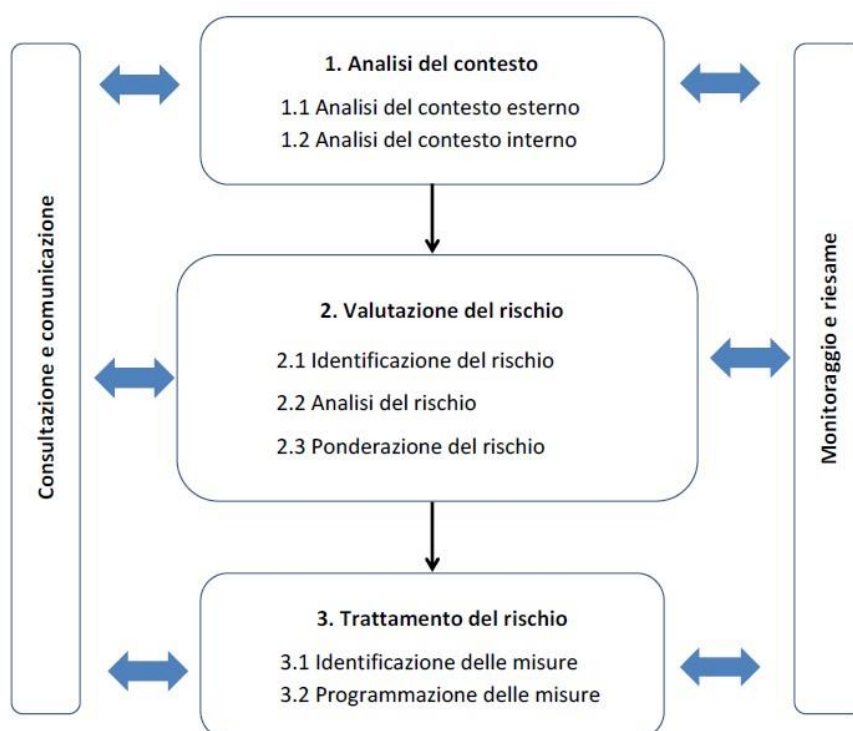 Consultazione e comunicazione
1. Analisi del contesto
1.1 Analisi del contesto esterno
1.2 Analisi del contesto interno
2. Valutazione del rischio
2.1 Identificazione del rischio
2.2 Analisi del rischio
2.3 Ponderazione del rischio
3. Trattamento del rischio
3.1 Identificazione delle misure
3.2 Programmazione delle misure
Monitoraggio e riesame